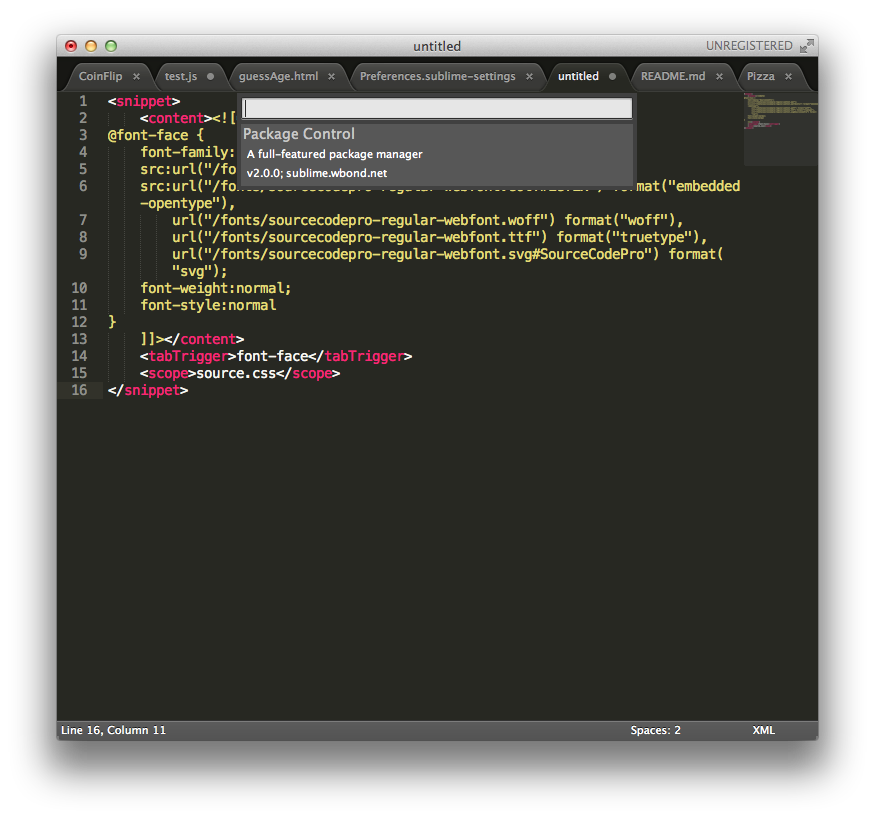 untitled
UNREGISTERED
CoinFlip × test.js guessAge.html × Preferences.sublime-settings × untitled README.md × Pizza ×
Package Control
A full-featured package manager
v2.0.0; sublime.wbond.net
1 <snippet>
2 <content><![
3 @font-face {
4 font-family:
5 src:url("/fo
6 src:url("/fonts/sourcecodepro-regular-webfont.eot format("embedded
-opentype"),
7 url("/fonts/sourcecodepro-regular-webfont.woff") format("woff"),
8 url("/fonts/sourcecodepro-regular-webfont.ttf") format("truetype"),
9 url("/fonts/sourcecodepro-regular-webfont.svg#SourceCodePro") format(
"svg");
10 font-weight:normal;
11 font-style:normal
12 }
13 ]]></content>
14 <tabTrigger>font-face</tabTrigger>
15 <scope>source.css</scope>
16 </snippet>
Line 16, Column 11
Spaces: 2
XML